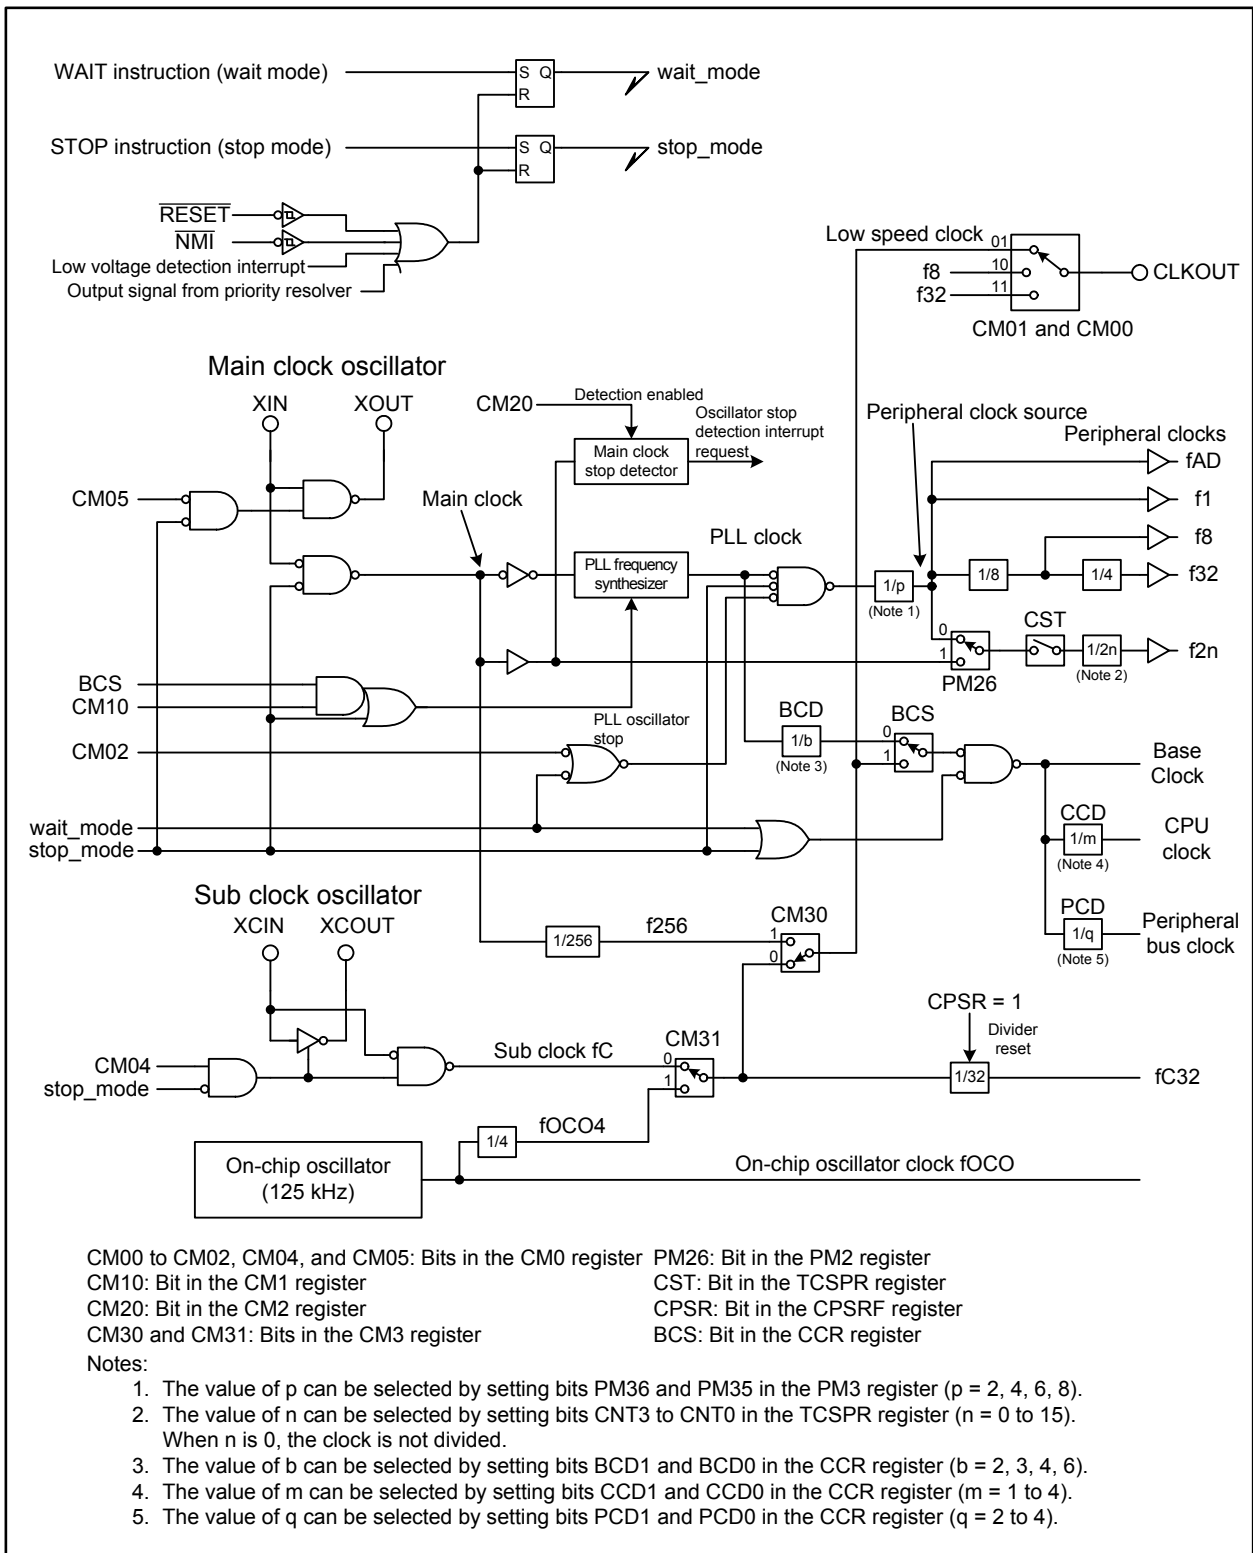 WAIT instruction (wait mode)
S Q
R
wait_mode
STOP instruction (stop mode)
S Q
R
stop_mode
RESET
NMI
Low voltage detection interrupt
Output signal from priority resolver
Low speed clock
01
f8
10
f32
11
CLKOUT
CM01 and CM00
Main clock oscillator
XIN
XOUT
CM20
Detection enabled
Oscillator stop
detection interrupt
request
Main clock
stop detector
Peripheral clock source
Peripheral clocks
fAD
CM05
Main clock
f1
PLL clock
f8
PLL frequency
synthesizer
1/p
(Note 1)
1/8
1/4
f32
CST
0
1
PM26
1/2n
(Note 2)
f2n
BCS
CM10
PLL oscillator
stop
BCD
BCS
CM02
1/b
(Note 3)
0
1
Base
Clock
wait_mode
stop_mode
CCD
1/m
(Note 4)
CPU
clock
Sub clock oscillator
XCIN
XCOUT
1/256
f256
CM30
1
0
PCD
1/q
(Note 5)
Peripheral
bus clock
CPSR = 1
Divider
reset
CM04
stop_mode
Sub clock fC
CM31
0
1
1/32
fC32
1/4
fOCO4
On-chip oscillator
(125 kHz)
On-chip oscillator clock fOCO
CM00 to CM02, CM04, and CM05: Bits in the CM0 register
PM26: Bit in the PM2 register
CM10: Bit in the CM1 register
CST: Bit in the TCSPR register
CM20: Bit in the CM2 register
CPSR: Bit in the CPSRF register
CM30 and CM31: Bits in the CM3 register
BCS: Bit in the CCR register
Notes:
1. The value of p can be selected by setting bits PM36 and PM35 in the PM3 register (p = 2, 4, 6, 8).
2. The value of n can be selected by setting bits CNT3 to CNT0 in the TCSPR register (n = 0 to 15).
When n is 0, the clock is not divided.
3. The value of b can be selected by setting bits BCD1 and BCD0 in the CCR register (b = 2, 3, 4, 6).
4. The value of m can be selected by setting bits CCD1 and CCD0 in the CCR register (m = 1 to 4).
5. The value of q can be selected by setting bits PCD1 and PCD0 in the CCR register (q = 2 to 4).